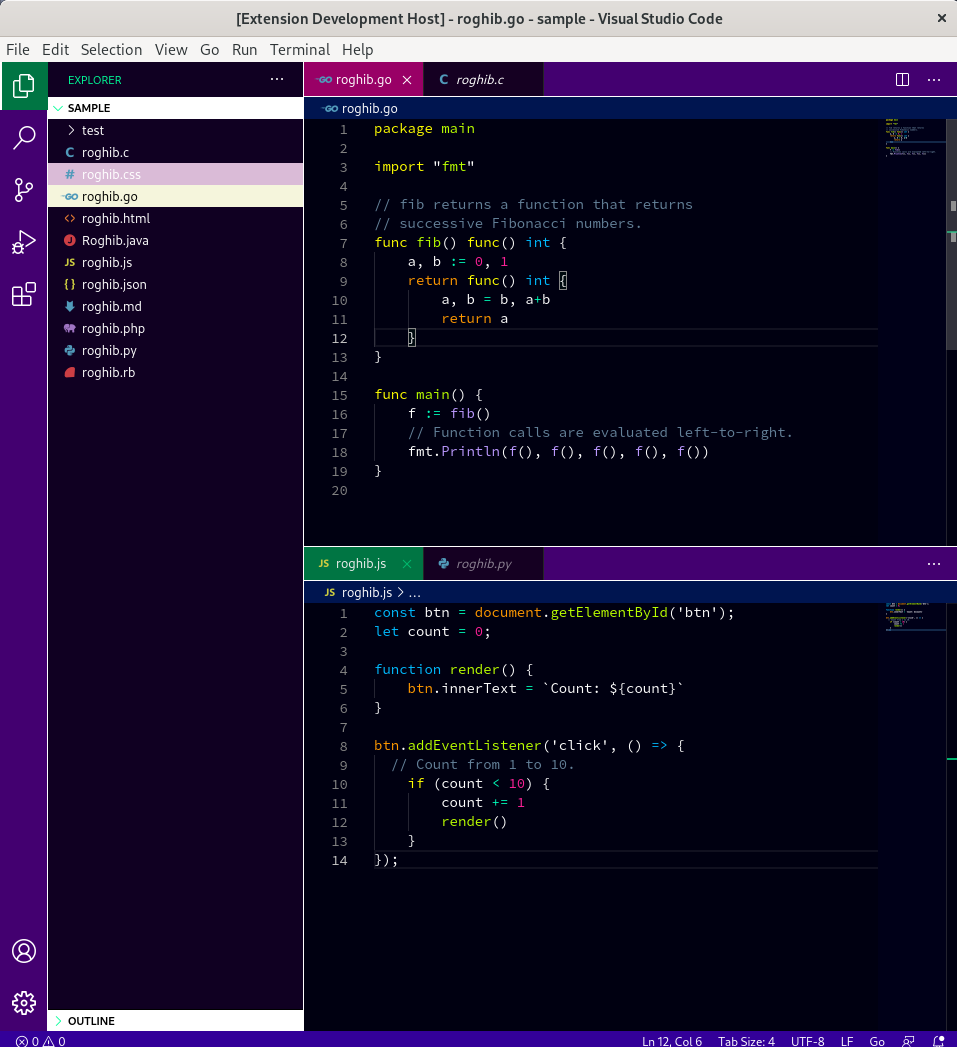 [Extension Development Host] - roghib.go - sample - Visual Studio Code
File Edit Selection View Go Run Terminal Help
EXPLORER
SAMPLE
test
C roghib.c
# roghib.css
GO roghib.go
<> roghib.html
J Roghib.java
JS roghib.js
{} roghib.json
roghib.md
php roghib.php
roghib.py
roghib.rb
OUTLINE
GO roghib.go
C roghib.c
GO roghib.go
1 package main
2
3 import "fmt"
4
5 // fib returns a function that returns
6 // successive Fibonacci numbers.
7 func fib() func() int {
8     a, b := 0, 1
9     return func() int {
10         a, b = b, a+b
11         return a
12     }
13 }
14
15 func main() {
16     f := fib()
17     // Function calls are evaluated left-to-right.
18     fmt.Println(f(), f(), f(), f(), f())
19 }
20
JS roghib.js
roghib.py
JS roghib.js > ...
1 const btn = document.getElementById('btn');
2 let count = 0;
3
4 function render() {
5     btn.innerText = `Count: ${count}`
6 }
7
8 btn.addEventListener('click', () => {
9   // Count from 1 to 10.
10     if (count < 10) {
11         count += 1
12         render()
13     }
14 });
0 0 Ln 12, Col 6 Tab Size: 4 UTF-8 LF Go